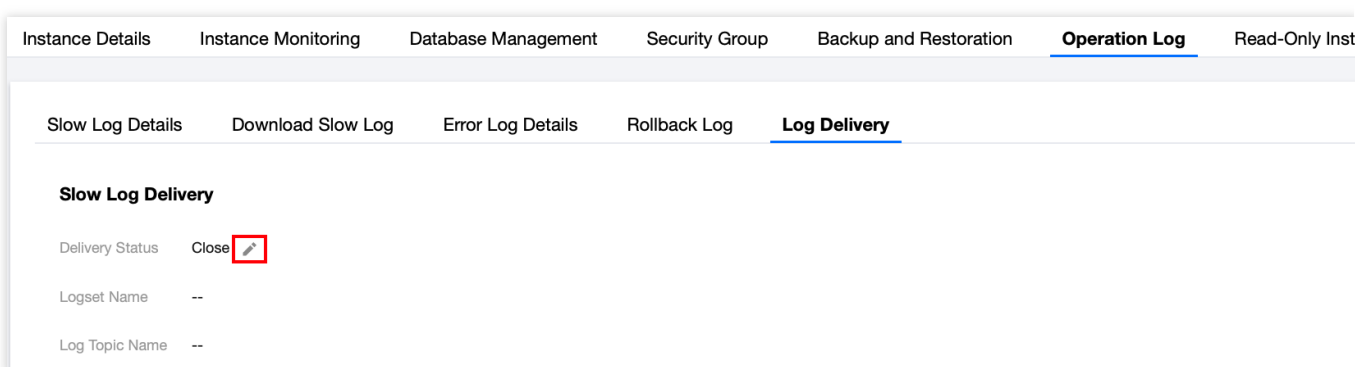 Instance Details Instance Monitoring Database Management Security Group Backup and Restoration Operation Log Read-Only Inst
Slow Log Details Download Slow Log Error Log Details Rollback Log Log Delivery
Slow Log Delivery
Delivery Status Close
Logset Name --
Log Topic Name --